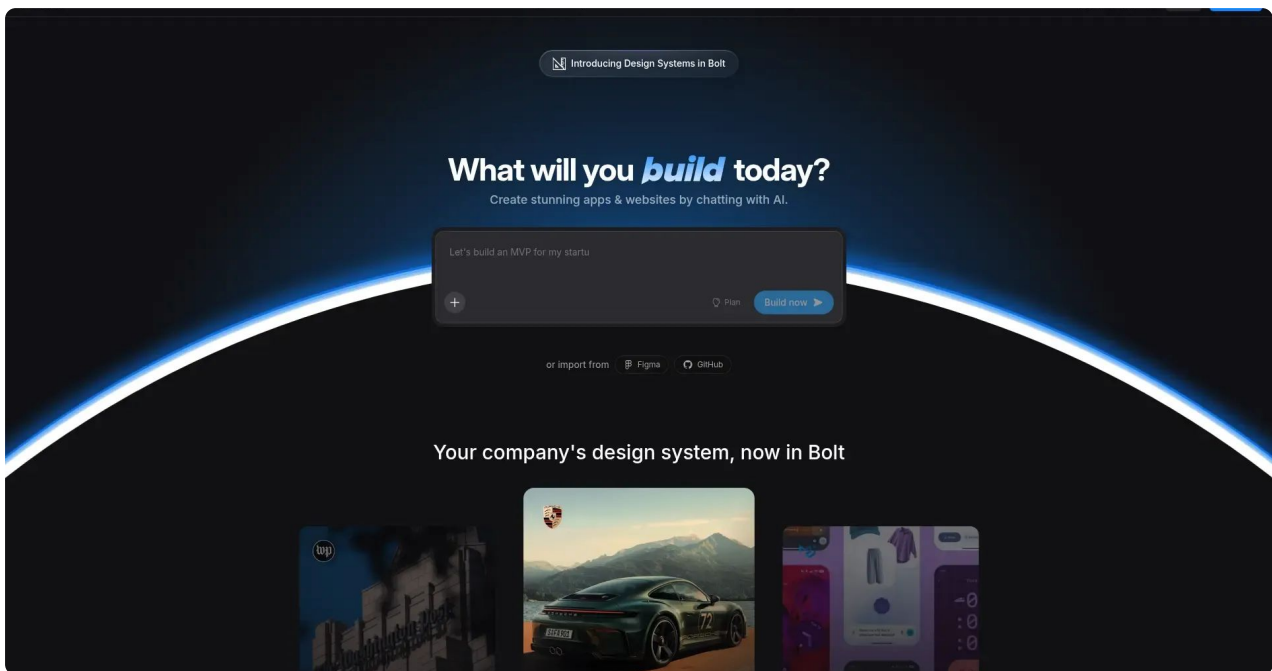 Introducing Design Systems in Bolt
What will you build today?
Create stunning apps & websites by chatting with AI.
Let's build an MVP for my startu
Plan
Build now
or import from
Figma
GitHub
Your company's design system, now in Bolt
wp
72